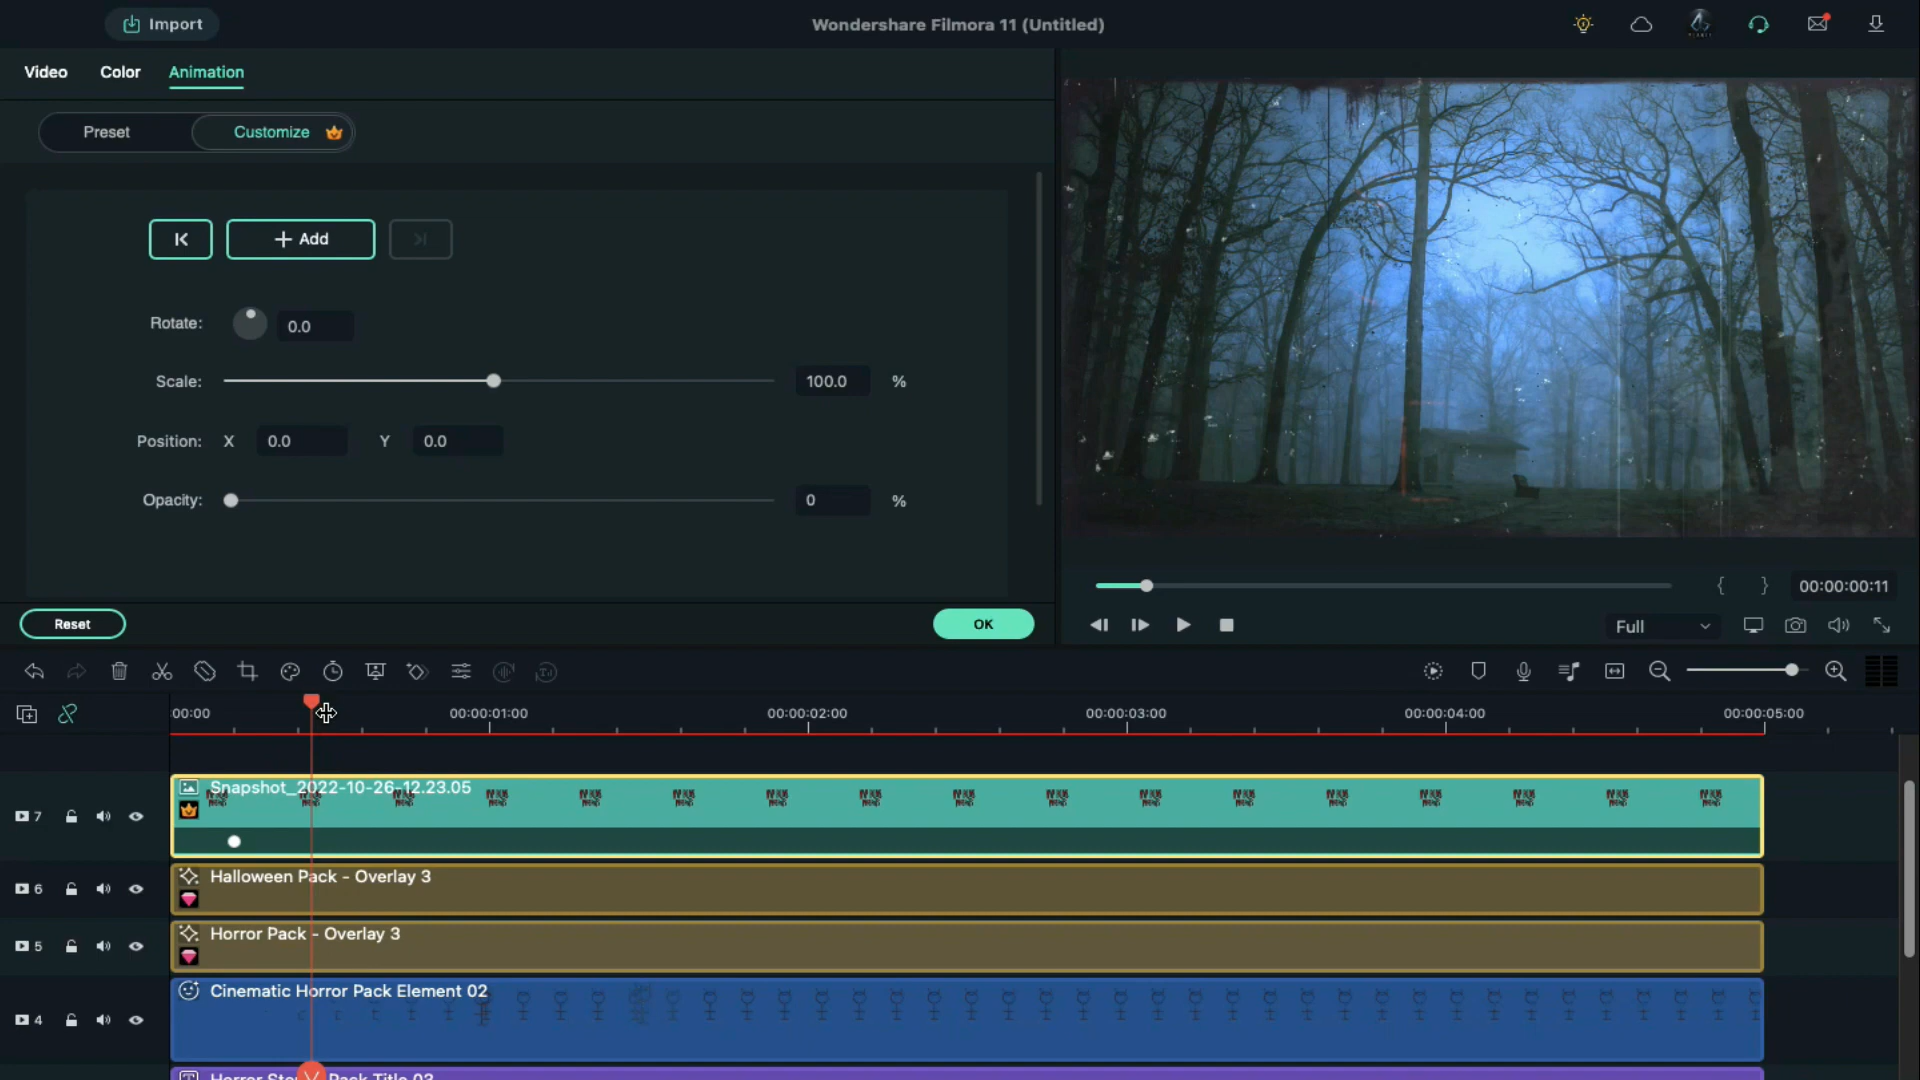 Import
Wondershare Filmora 11 (Untitled)
Video
Color
Animation
Preset
Customize
Add
Rotate:
0.0
Scale:
100.0
%
Position:
X
0.0
Y
0.0
Opacity:
0
%
00:00:00:11
Reset
OK
Full
:00:00
00:00:01:00
00:00:02:00
00:00:03:00
00:00:04:00
00:00:05:00
Snapshot_2022-10-26-12.23.05
7
Halloween Pack - Overlay 3
6
Horror Pack - Overlay 3
5
Cinematic Horror Pack Element 02
4
Pack Title 03